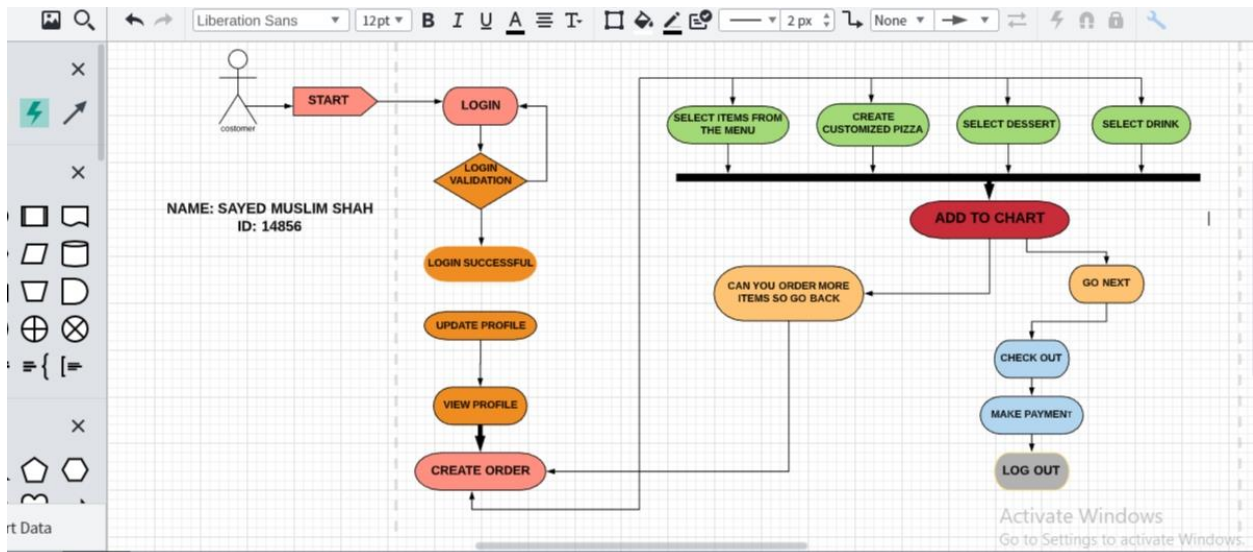 Liberation Sans
12pt
B I U A T
2 px
None
costomer
START
LOGIN
LOGIN
VALIDATION
NAME: SAYED MUSLIM SHAH
ID: 14856
LOGIN SUCCESSFUL
UPDATE PROFILE
VIEW PROFILE
CREATE ORDER
SELECT ITEMS FROM
THE MENU
CREATE
CUSTOMIZED PIZZA
SELECT DESSERT
SELECT DRINK
ADD TO CHART
CAN YOU ORDER MORE
ITEMS SO GO BACK
GO NEXT
CHECK OUT
MAKE PAYMENT
LOG OUT
rt Data
Activate Windows
Go to Settings to activate Windows.